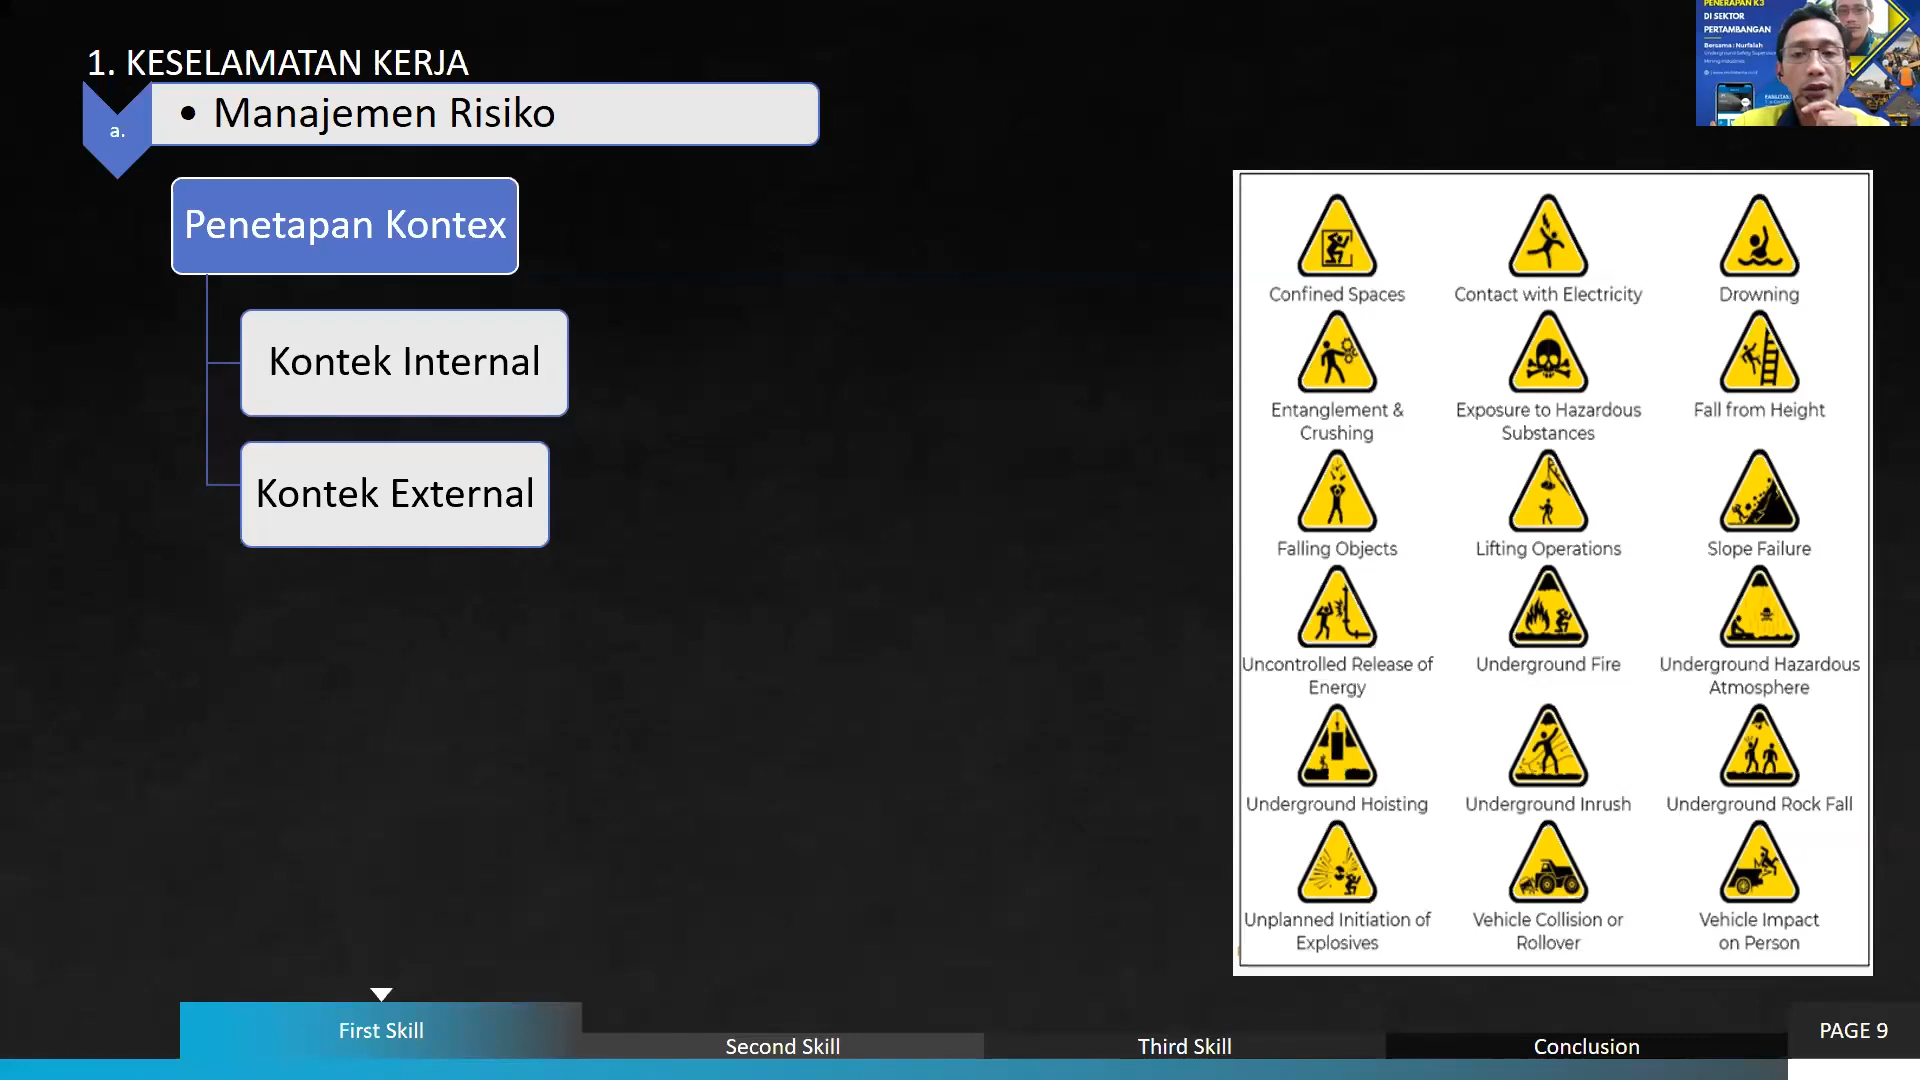 1. KESELAMATAN KERJA
a.
• Manajemen Risiko
Penetapan Kontex
Kontek Internal
Kontek External
PENERAPAN K3
DI SEKTOR
PERTAMBANGAN
Bersama : Nurfalah
Confined Spaces
Contact with Electricity
Drowning
Entanglement &
Crushing
Exposure to Hazardous
Substances
Fall from Height
Falling Objects
Lifting Operations
Slope Failure
Uncontrolled Release of
Energy
Underground Fire
Underground Hazardous
Atmosphere
Underground Hoisting
Underground Inrush
Underground Rock Fall
Unplanned Initiation of
Explosives
Vehicle Collision or
Rollover
Vehicle Impact
on Person
First Skill
Second Skill
Third Skill
Conclusion
PAGE 9